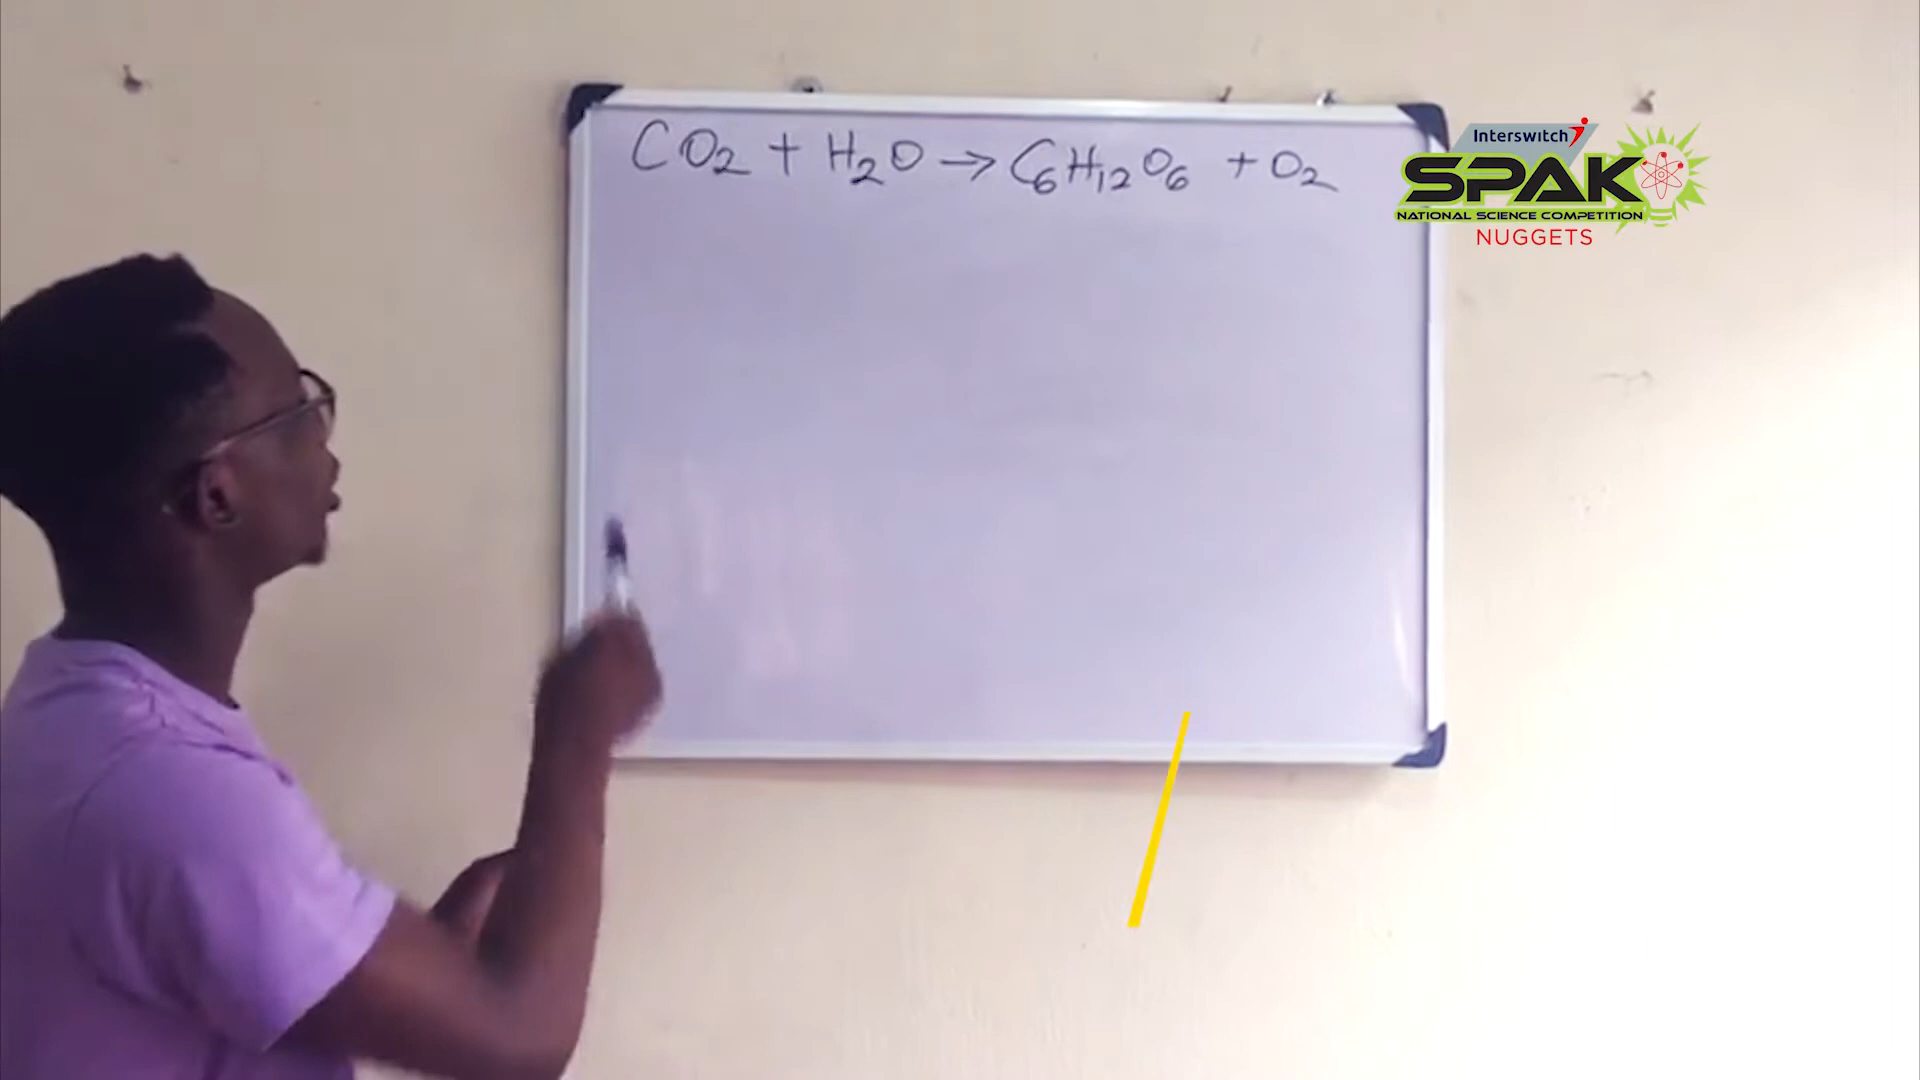 CO₂ + H₂O → C₆H₁₂O₆ + O₂
Interswitch
SPAK
NATIONAL SCIENCE COMPETITION
NUGGETS